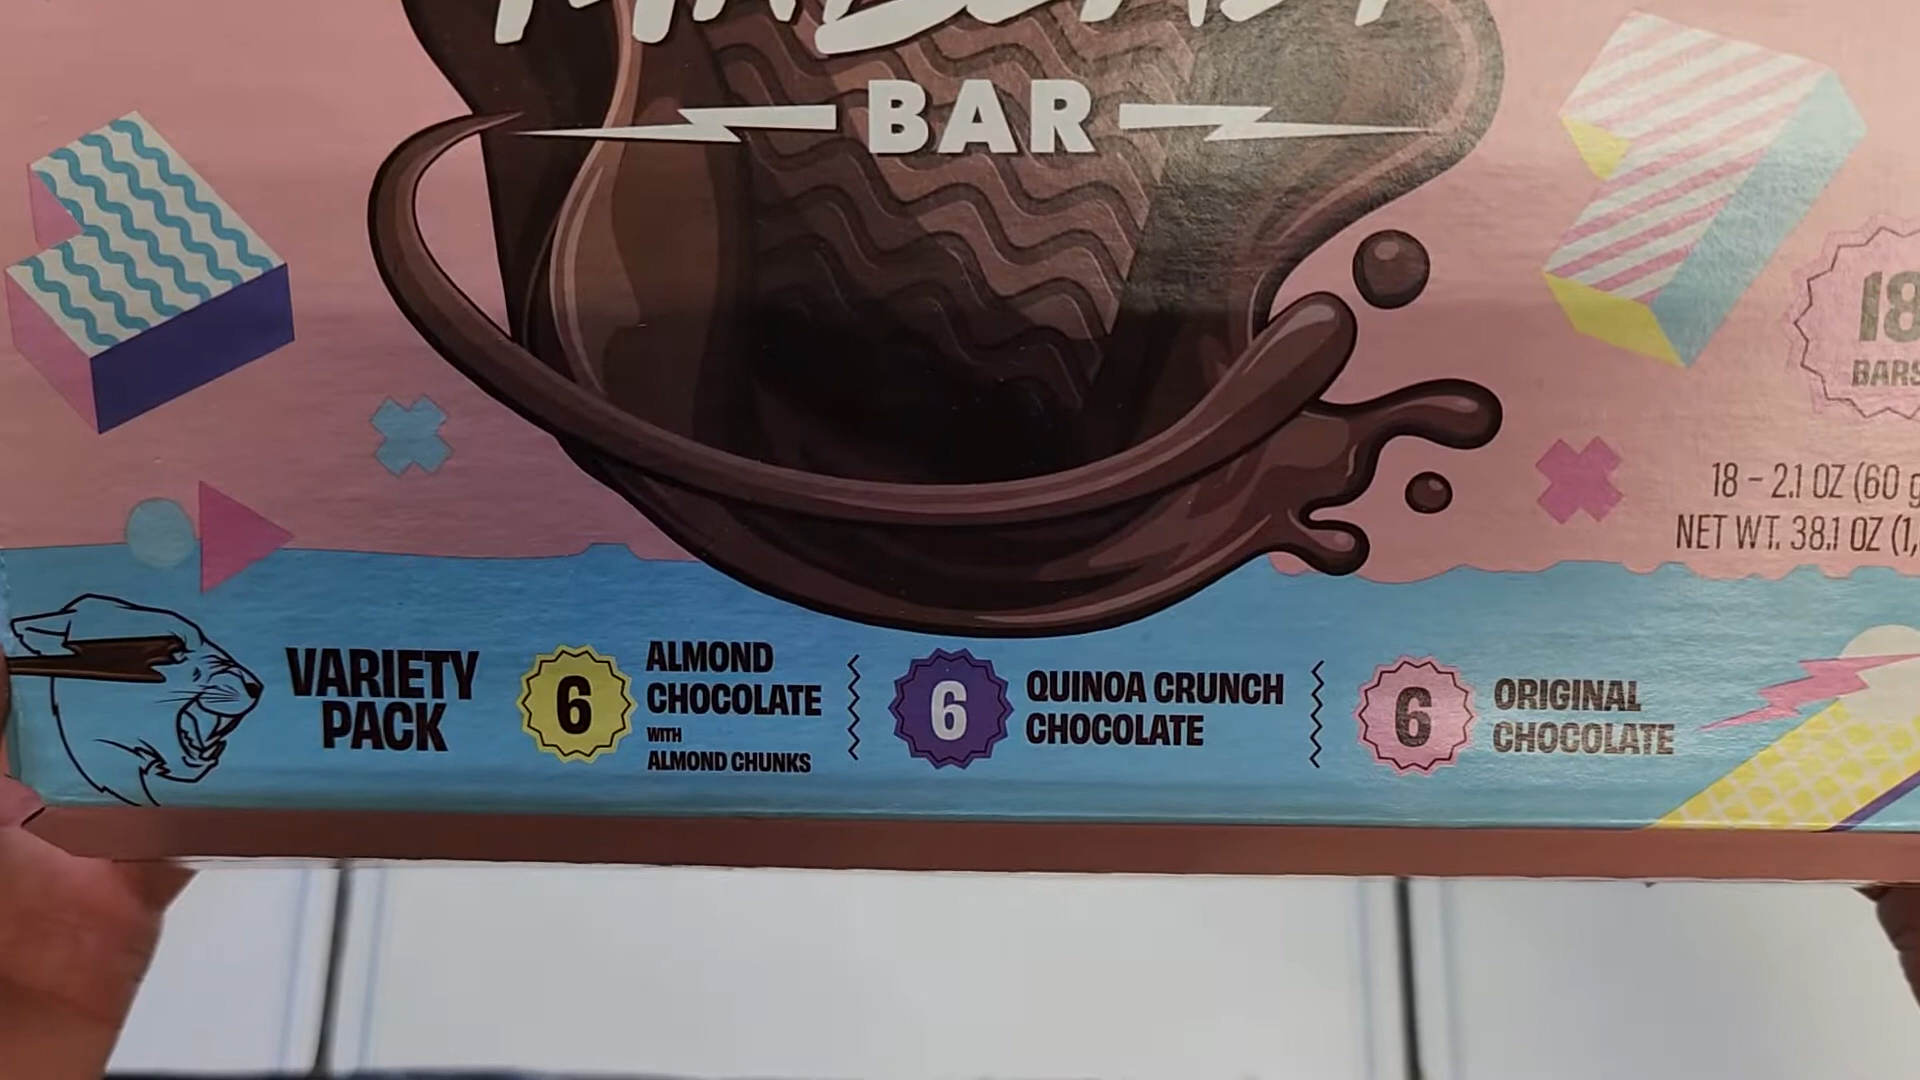 BAR
18
BARS
18 - 2.1 OZ (60 g
NET WT. 38.1 OZ (1,
VARIETY
PACK
6
ALMOND
CHOCOLATE
WITH
ALMOND CHUNKS
6
QUINOA CRUNCH
CHOCOLATE
6
ORIGINAL
CHOCOLATE